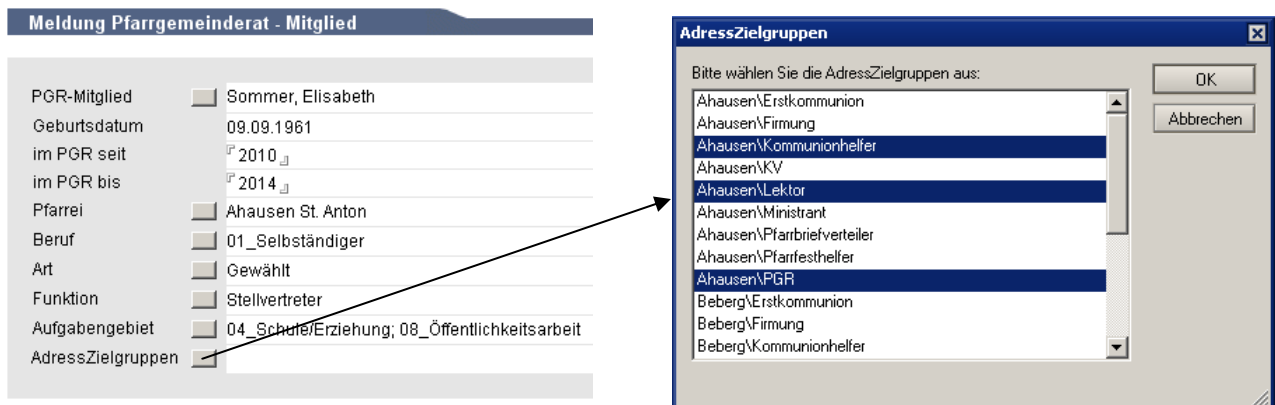 Meldung Pfarrgemeinderat - Mitglied
PGR-Mitglied Sommer, Elisabeth
Geburtsdatum 09.09.1961
im PGR seit 2010
im PGR bis 2014
Pfarrei Ahausen St. Anton
Beruf 01_Selbständiger
Art Gewählt
Funktion Stellvertreter
Aufgabengebiet 04_Schule/Erziehung; 08_Öffentlichkeitsarbeit
AdressZielgruppen
AdressZielgruppen
Bitte wählen Sie die AdressZielgruppen aus:
Ahausen\Erstkommunion
Ahausen\Firmung
Ahausen\Kommunionhelfer
Ahausen\KV
Ahausen\Lektor
Ahausen\Ministrant
Ahausen\Pfarrbriefverteiler
Ahausen\Pfarrfesthelfer
Ahausen\PGR
Beberg\Erstkommunion
Beberg\Firmung
Beberg\Kommunionhelfer
OK
Abbrechen